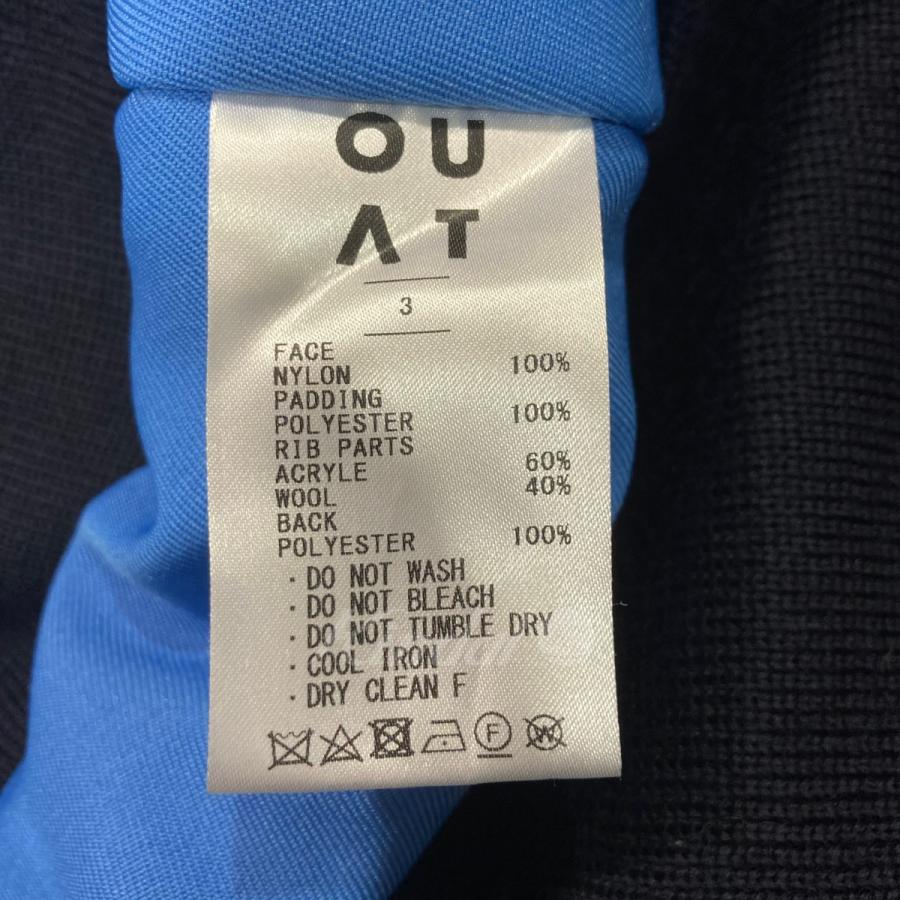 OU
ΛT
3
FACE
NYLON 100%
PADDING
POLYESTER 100%
RIB PARTS
ACRYLE 60%
WOOL 40%
BACK
POLYESTER 100%
・DO NOT WASH
・DO NOT BLEACH
・DO NOT TUMBLE DRY
・COOL IRON
・DRY CLEAN F
F W